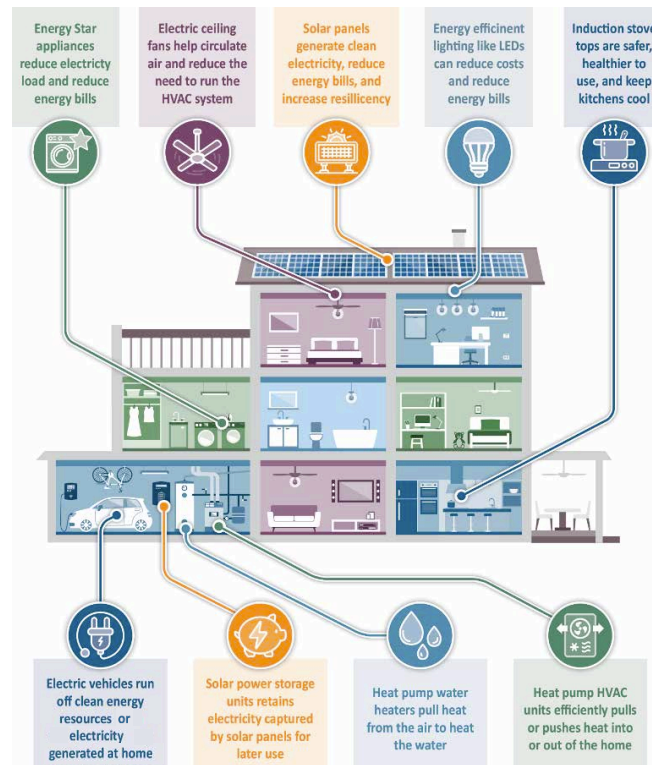 Energy Star
appliances
reduce electricty
load and reduce
energy bills
Electric ceiling
fans help circulate
air and reduce the
need to run the
HVAC system
Solar panels
generate clean
electricity, reduce
energy bills, and
increase resillicency
Energy efficinent
lighting like LEDs
can reduce costs
and reduce
energy bills
Induction stove
tops are safer,
healthier to
use, and keep
kitchens cool
Electric vehicles run
off clean energy
resources or
electricity
generated at home
Solar power storage
units retains
electricity captured
by solar panels for
later use
Heat pump water
heaters pull heat
from the air to heat
the water
Heat pump HVAC
units efficiently pulls
or pushes heat into
or out of the home